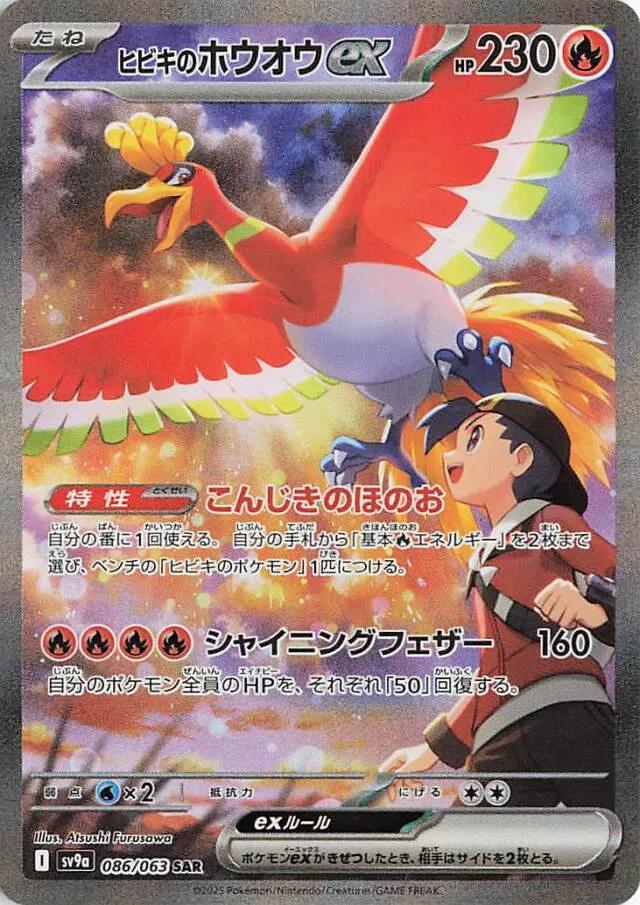 たね
ヒビキのホウオウex HP230
特性 とくせい こんじきのほのお
自分の番に1回使える。自分の手札から「基本エネルギー」を2枚まで
選び、ベンチの「ヒビキのポケモン」1匹につける。
シャイニングフェザー 160
自分のポケモン全員のHPを、それぞれ「50」回復する。
弱点 ×2 抵抗力 にげる
exルール
ポケモンexがきぜつしたとき、相手はサイドを2枚とる。
Illus. Atsushi Furusawa
I sv9a 086/063 SAR
©2025 Pokémon/Nintendo/Creatures/GAME FREAK.